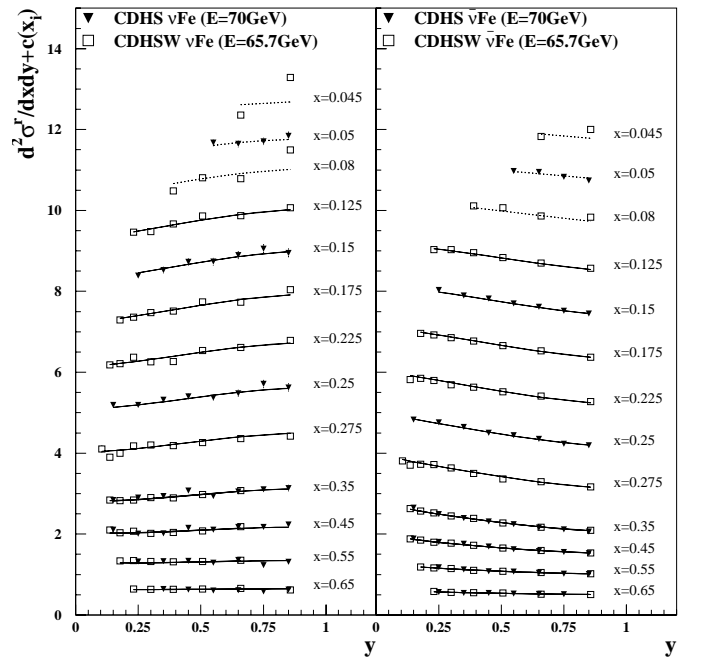 d²σʳ/dxdy+c(xᵢ)
CDHS νFe (E=70GeV)
CDHSW νFe (E=65.7GeV)
x=0.045
x=0.05
x=0.08
x=0.125
x=0.15
x=0.175
x=0.225
x=0.25
x=0.275
x=0.35
x=0.45
x=0.55
x=0.65
14
12
10
8
6
4
2
0
0 0.25 0.5 0.75 1
y
CDHS ν̄Fe (E=70GeV)
CDHSW ν̄Fe (E=65.7GeV)
x=0.045
x=0.05
x=0.08
x=0.125
x=0.15
x=0.175
x=0.225
x=0.25
x=0.275
x=0.35
x=0.45
x=0.55
x=0.65
0.25 0.5 0.75 1
y